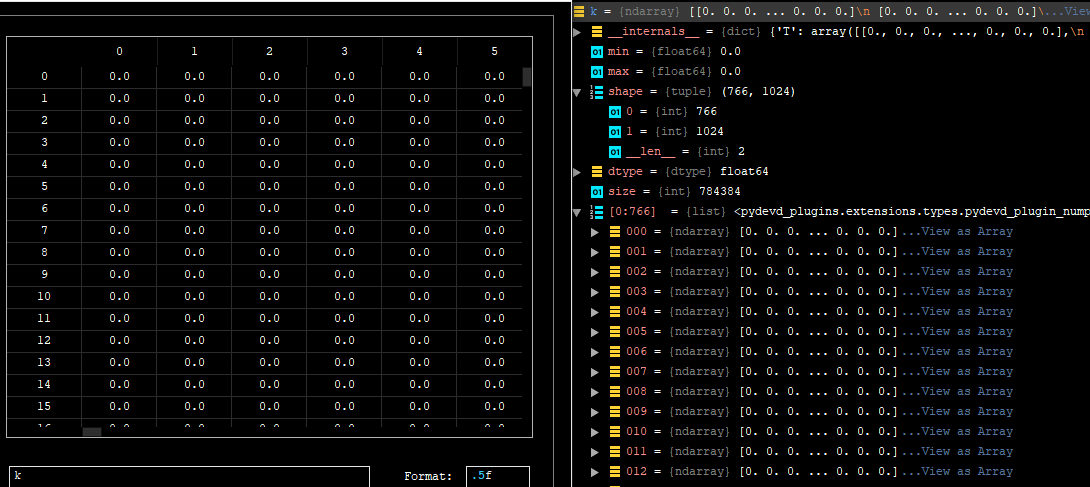 0 1 2 3 4 5
0 0.0 0.0 0.0 0.0 0.0 0.0
1 0.0 0.0 0.0 0.0 0.0 0.0
2 0.0 0.0 0.0 0.0 0.0 0.0
3 0.0 0.0 0.0 0.0 0.0 0.0
4 0.0 0.0 0.0 0.0 0.0 0.0
5 0.0 0.0 0.0 0.0 0.0 0.0
6 0.0 0.0 0.0 0.0 0.0 0.0
7 0.0 0.0 0.0 0.0 0.0 0.0
8 0.0 0.0 0.0 0.0 0.0 0.0
9 0.0 0.0 0.0 0.0 0.0 0.0
10 0.0 0.0 0.0 0.0 0.0 0.0
11 0.0 0.0 0.0 0.0 0.0 0.0
12 0.0 0.0 0.0 0.0 0.0 0.0
13 0.0 0.0 0.0 0.0 0.0 0.0
14 0.0 0.0 0.0 0.0 0.0 0.0
15 0.0 0.0 0.0 0.0 0.0 0.0
k Format: .5f
k = {ndarray} [[0. 0. 0. ... 0. 0. 0.]\n [0. 0. 0. ... 0. 0. 0.]\...View
__internals__ = {dict} {'T': array([[0., 0., 0., ..., 0., 0., 0.],\n
01 min = {float64} 0.0
01 max = {float64} 0.0
shape = {tuple} (766, 1024)
01 0 = {int} 766
01 1 = {int} 1024
01 __len__ = {int} 2
dtype = {dtype} float64
01 size = {int} 784384
[0:766] = {list} <pydevd_plugins.extensions.types.pydevd_plugin_nump
000 = {ndarray} [0. 0. 0. ... 0. 0. 0.]...View as Array
001 = {ndarray} [0. 0. 0. ... 0. 0. 0.]...View as Array
002 = {ndarray} [0. 0. 0. ... 0. 0. 0.]...View as Array
003 = {ndarray} [0. 0. 0. ... 0. 0. 0.]...View as Array
004 = {ndarray} [0. 0. 0. ... 0. 0. 0.]...View as Array
005 = {ndarray} [0. 0. 0. ... 0. 0. 0.]...View as Array
006 = {ndarray} [0. 0. 0. ... 0. 0. 0.]...View as Array
007 = {ndarray} [0. 0. 0. ... 0. 0. 0.]...View as Array
008 = {ndarray} [0. 0. 0. ... 0. 0. 0.]...View as Array
009 = {ndarray} [0. 0. 0. ... 0. 0. 0.]...View as Array
010 = {ndarray} [0. 0. 0. ... 0. 0. 0.]...View as Array
011 = {ndarray} [0. 0. 0. ... 0. 0. 0.]...View as Array
012 = {ndarray} [0. 0. 0. ... 0. 0. 0.]...View as Array